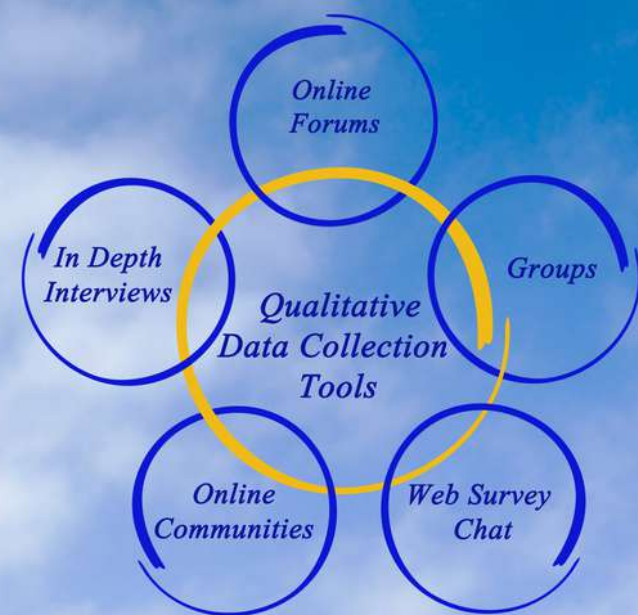 Online
Forums
In Depth
Interviews
Groups
Qualitative
Data Collection
Tools
Online
Communities
Web Survey
Chat